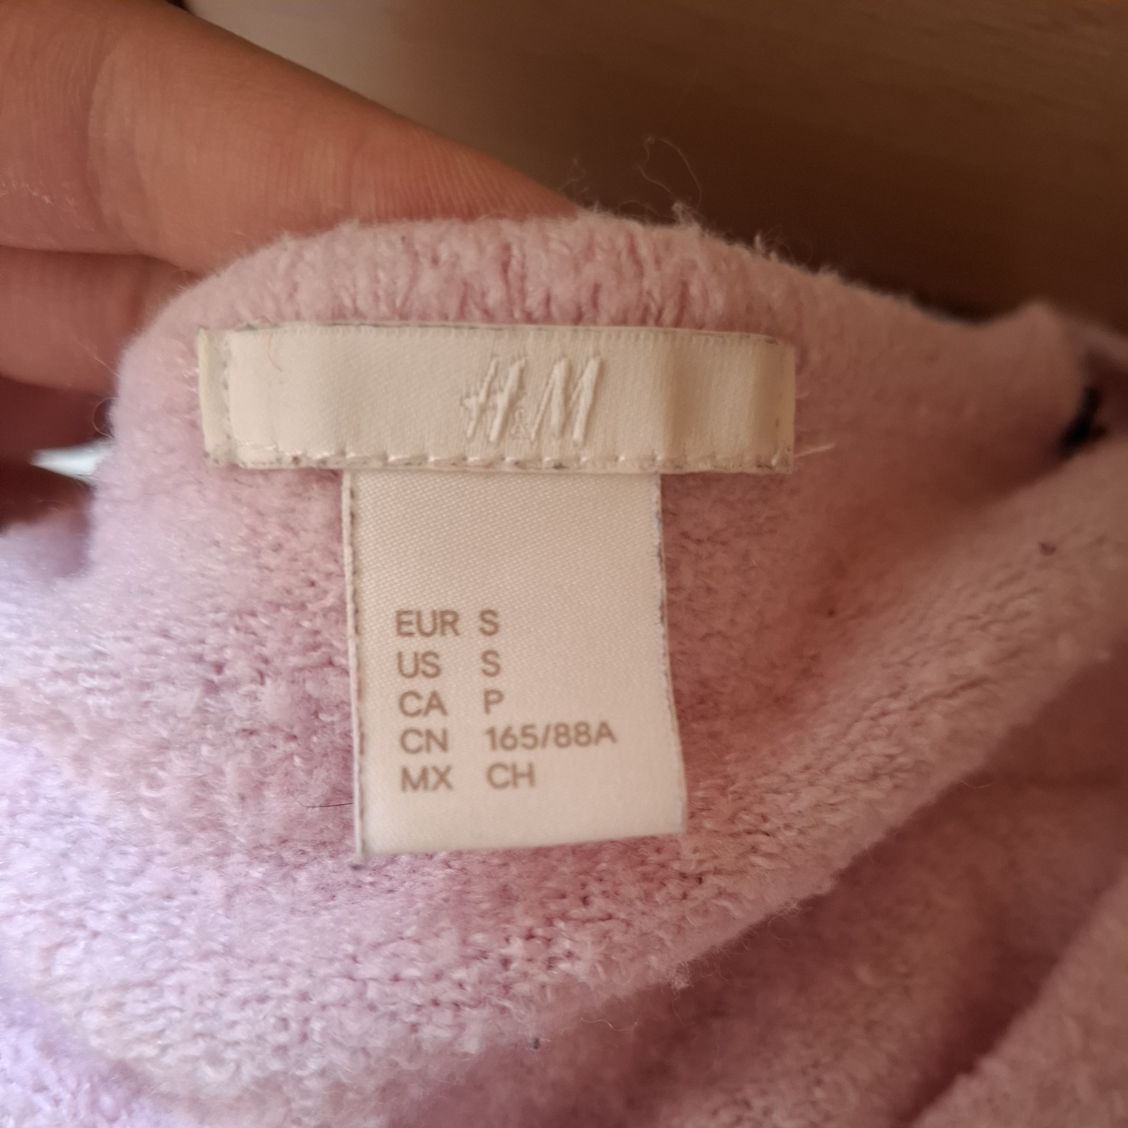 H&M
EUR S
US S
CA P
CN 165/88A
MX CH